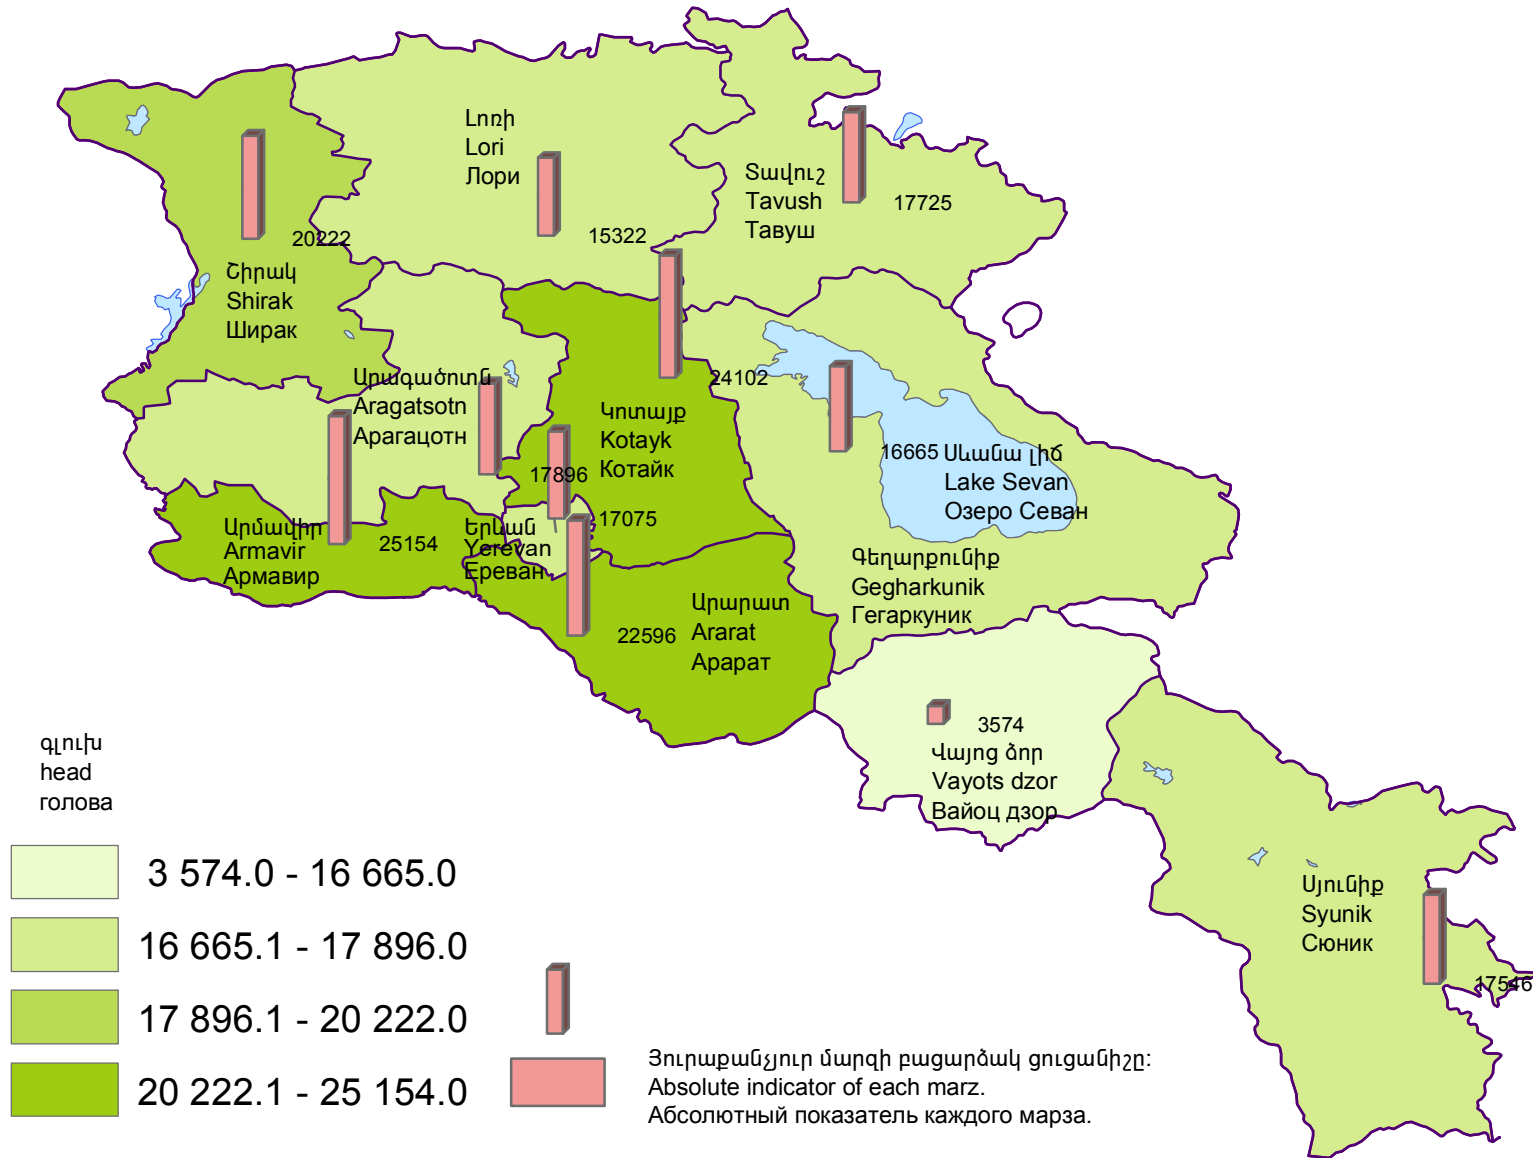 Լոռի
Lori
Лори
15322
Տավուշ
Tavush
Тавуш
17725
20222
Շիրակ
Shirak
Ширак
Արագածոտն
Aragatsotn
Арагацотн
17896
24102
Կոտայք
Kotayk
Котайк
16665
Սևանա լիճ
Lake Sevan
Озеро Севан
Գեղարքունիք
Gegharkunik
Гегаркуник
Արմավիր
Armavir
Армавир
25154
Երևան
Yerevan
Ереван
17075
22596
Արարատ
Ararat
Арарат
3574
Վայոց ձոր
Vayots dzor
Вайоц дзор
Սյունիք
Syunik
Сюник
17546
գլուխ
head
голова
3 574.0 - 16 665.0
16 665.1 - 17 896.0
17 896.1 - 20 222.0
20 222.1 - 25 154.0
Յուրաքանչյուր մարզի բացարձակ ցուցանիշը:
Absolute indicator of each marz.
Абсолютный показатель каждого марза.